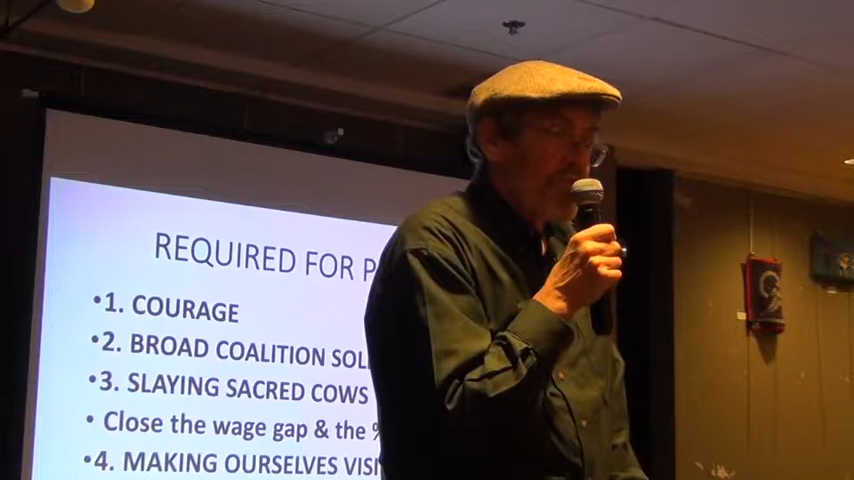 REQUIRED FOR P
•1. COURAGE
•2. BROAD COALITION SOL
•3. SLAYING SACRED COWS
• Close the wage gap & the %
•4. MAKING OURSELVES VISI